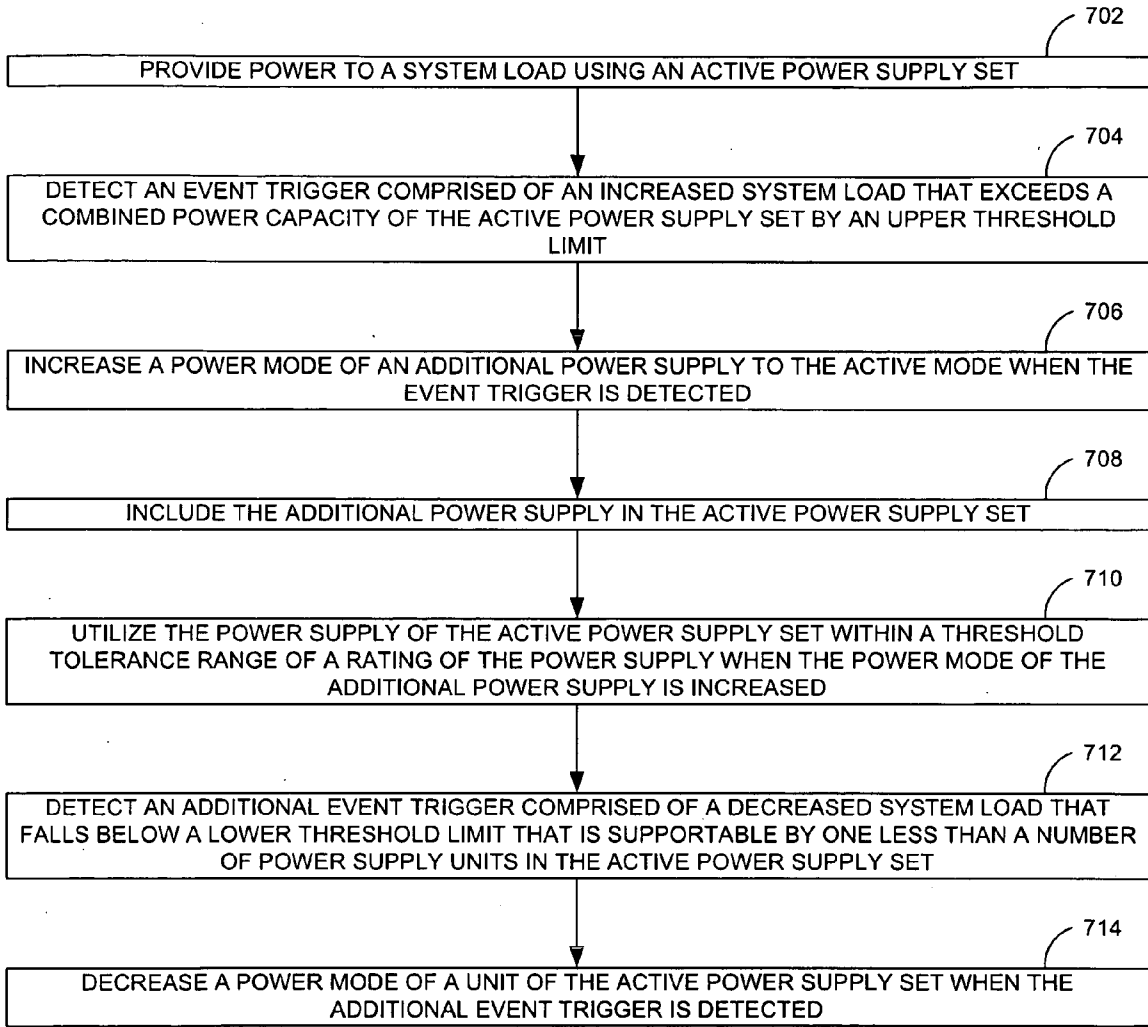 702
PROVIDE POWER TO A SYSTEM LOAD USING AN ACTIVE POWER SUPPLY SET
704
DETECT AN EVENT TRIGGER COMPRISED OF AN INCREASED SYSTEM LOAD THAT EXCEEDS A
COMBINED POWER CAPACITY OF THE ACTIVE POWER SUPPLY SET BY AN UPPER THRESHOLD
LIMIT
706
INCREASE A POWER MODE OF AN ADDITIONAL POWER SUPPLY TO THE ACTIVE MODE WHEN THE
EVENT TRIGGER IS DETECTED
708
INCLUDE THE ADDITIONAL POWER SUPPLY IN THE ACTIVE POWER SUPPLY SET
710
UTILIZE THE POWER SUPPLY OF THE ACTIVE POWER SUPPLY SET WITHIN A THRESHOLD
TOLERANCE RANGE OF A RATING OF THE POWER SUPPLY WHEN THE POWER MODE OF THE
ADDITIONAL POWER SUPPLY IS INCREASED
712
DETECT AN ADDITIONAL EVENT TRIGGER COMPRISED OF A DECREASED SYSTEM LOAD THAT
FALLS BELOW A LOWER THRESHOLD LIMIT THAT IS SUPPORTABLE BY ONE LESS THAN A NUMBER
OF POWER SUPPLY UNITS IN THE ACTIVE POWER SUPPLY SET
714
DECREASE A POWER MODE OF A UNIT OF THE ACTIVE POWER SUPPLY SET WHEN THE
ADDITIONAL EVENT TRIGGER IS DETECTED